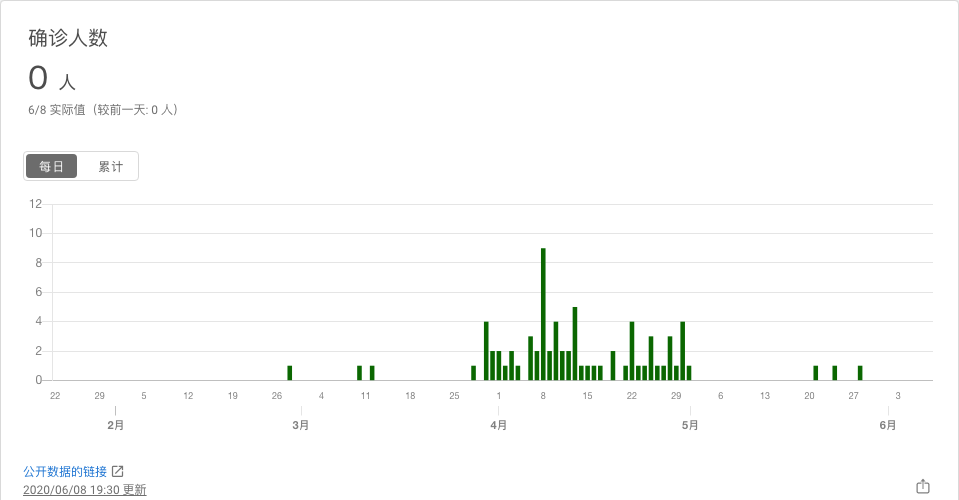 确诊人数
0 人
6/8 实际值（较前一天: 0 人）
每日 累计
12
10
8
6
4
2
0
22 29 5 12 19 26 4 11 18 25 1 8 15 22 29 6 13 20 27 3
2月 3月 4月 5月 6月
公开数据的链接
2020/06/08 19:30 更新